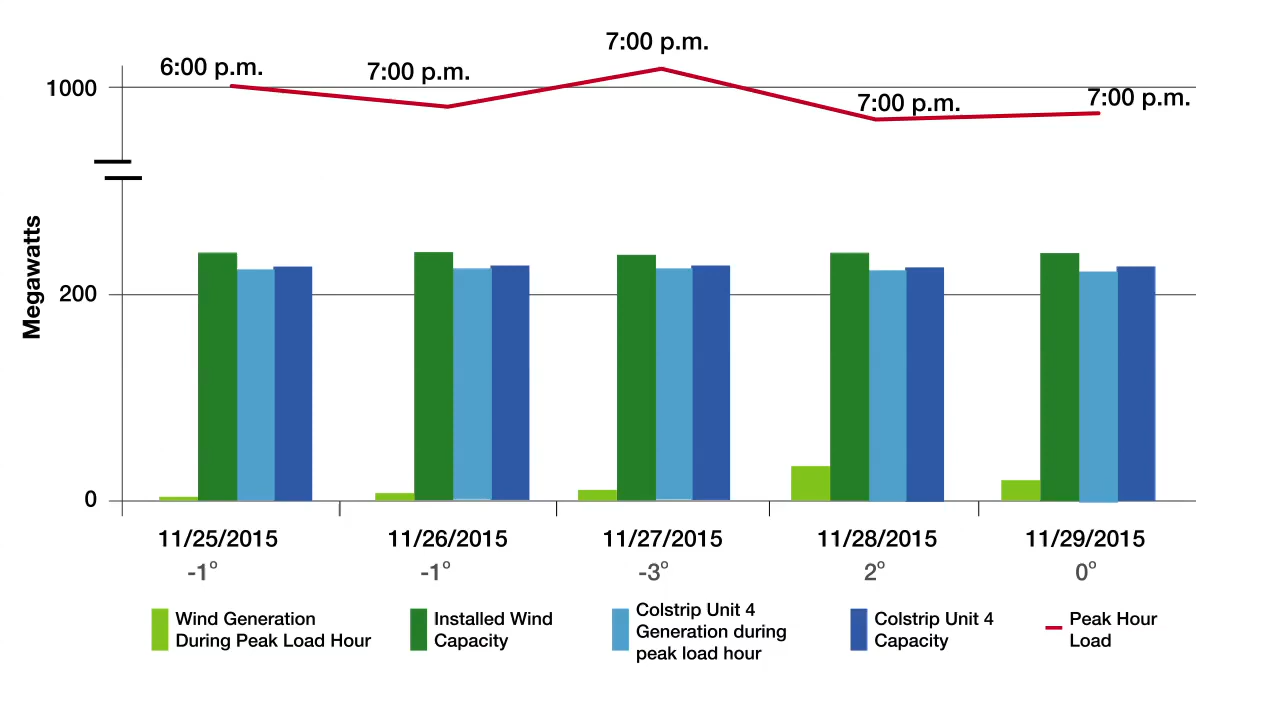 7:00 p.m.
6:00 p.m.
7:00 p.m.
7:00 p.m.
7:00 p.m.
1000
Megawatts
200
0
11/25/2015
11/26/2015
11/27/2015
11/28/2015
11/29/2015
-1°
-1°
-3°
2°
0°
Wind Generation
During Peak Load Hour
Installed Wind
Capacity
Colstrip Unit 4
Generation during
peak load hour
Colstrip Unit 4
Capacity
Peak Hour
Load